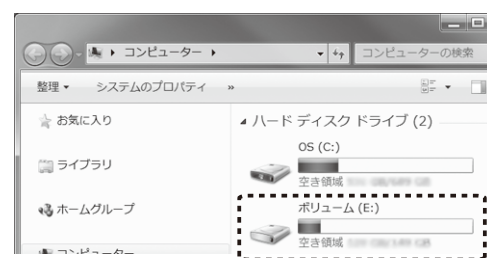 コンピューター
コンピューターの検索
整理 システムのプロパティ »
お気に入り
ハード ディスク ドライブ (2)
OS (C:)
空き領域
ライブラリ
ホームグループ
ボリューム (E:)
空き領域
コンピューター